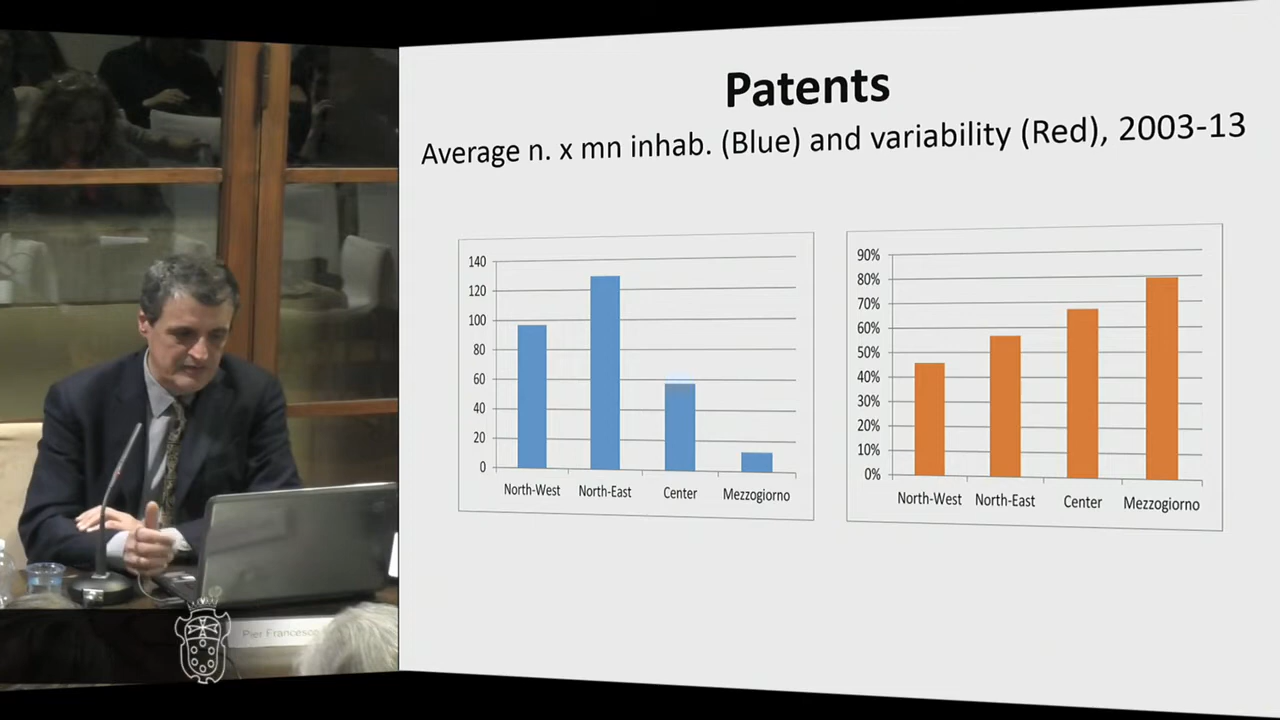 Patents
Average n. x mn inhab. (Blue) and variability (Red), 2003-13
140
120
100
80
60
40
20
0
North-West
North-East
Center
Mezzogiorno
90%
80%
70%
60%
50%
40%
30%
20%
10%
0%
North-West
North-East
Center
Mezzogiorno
Pier Francesco